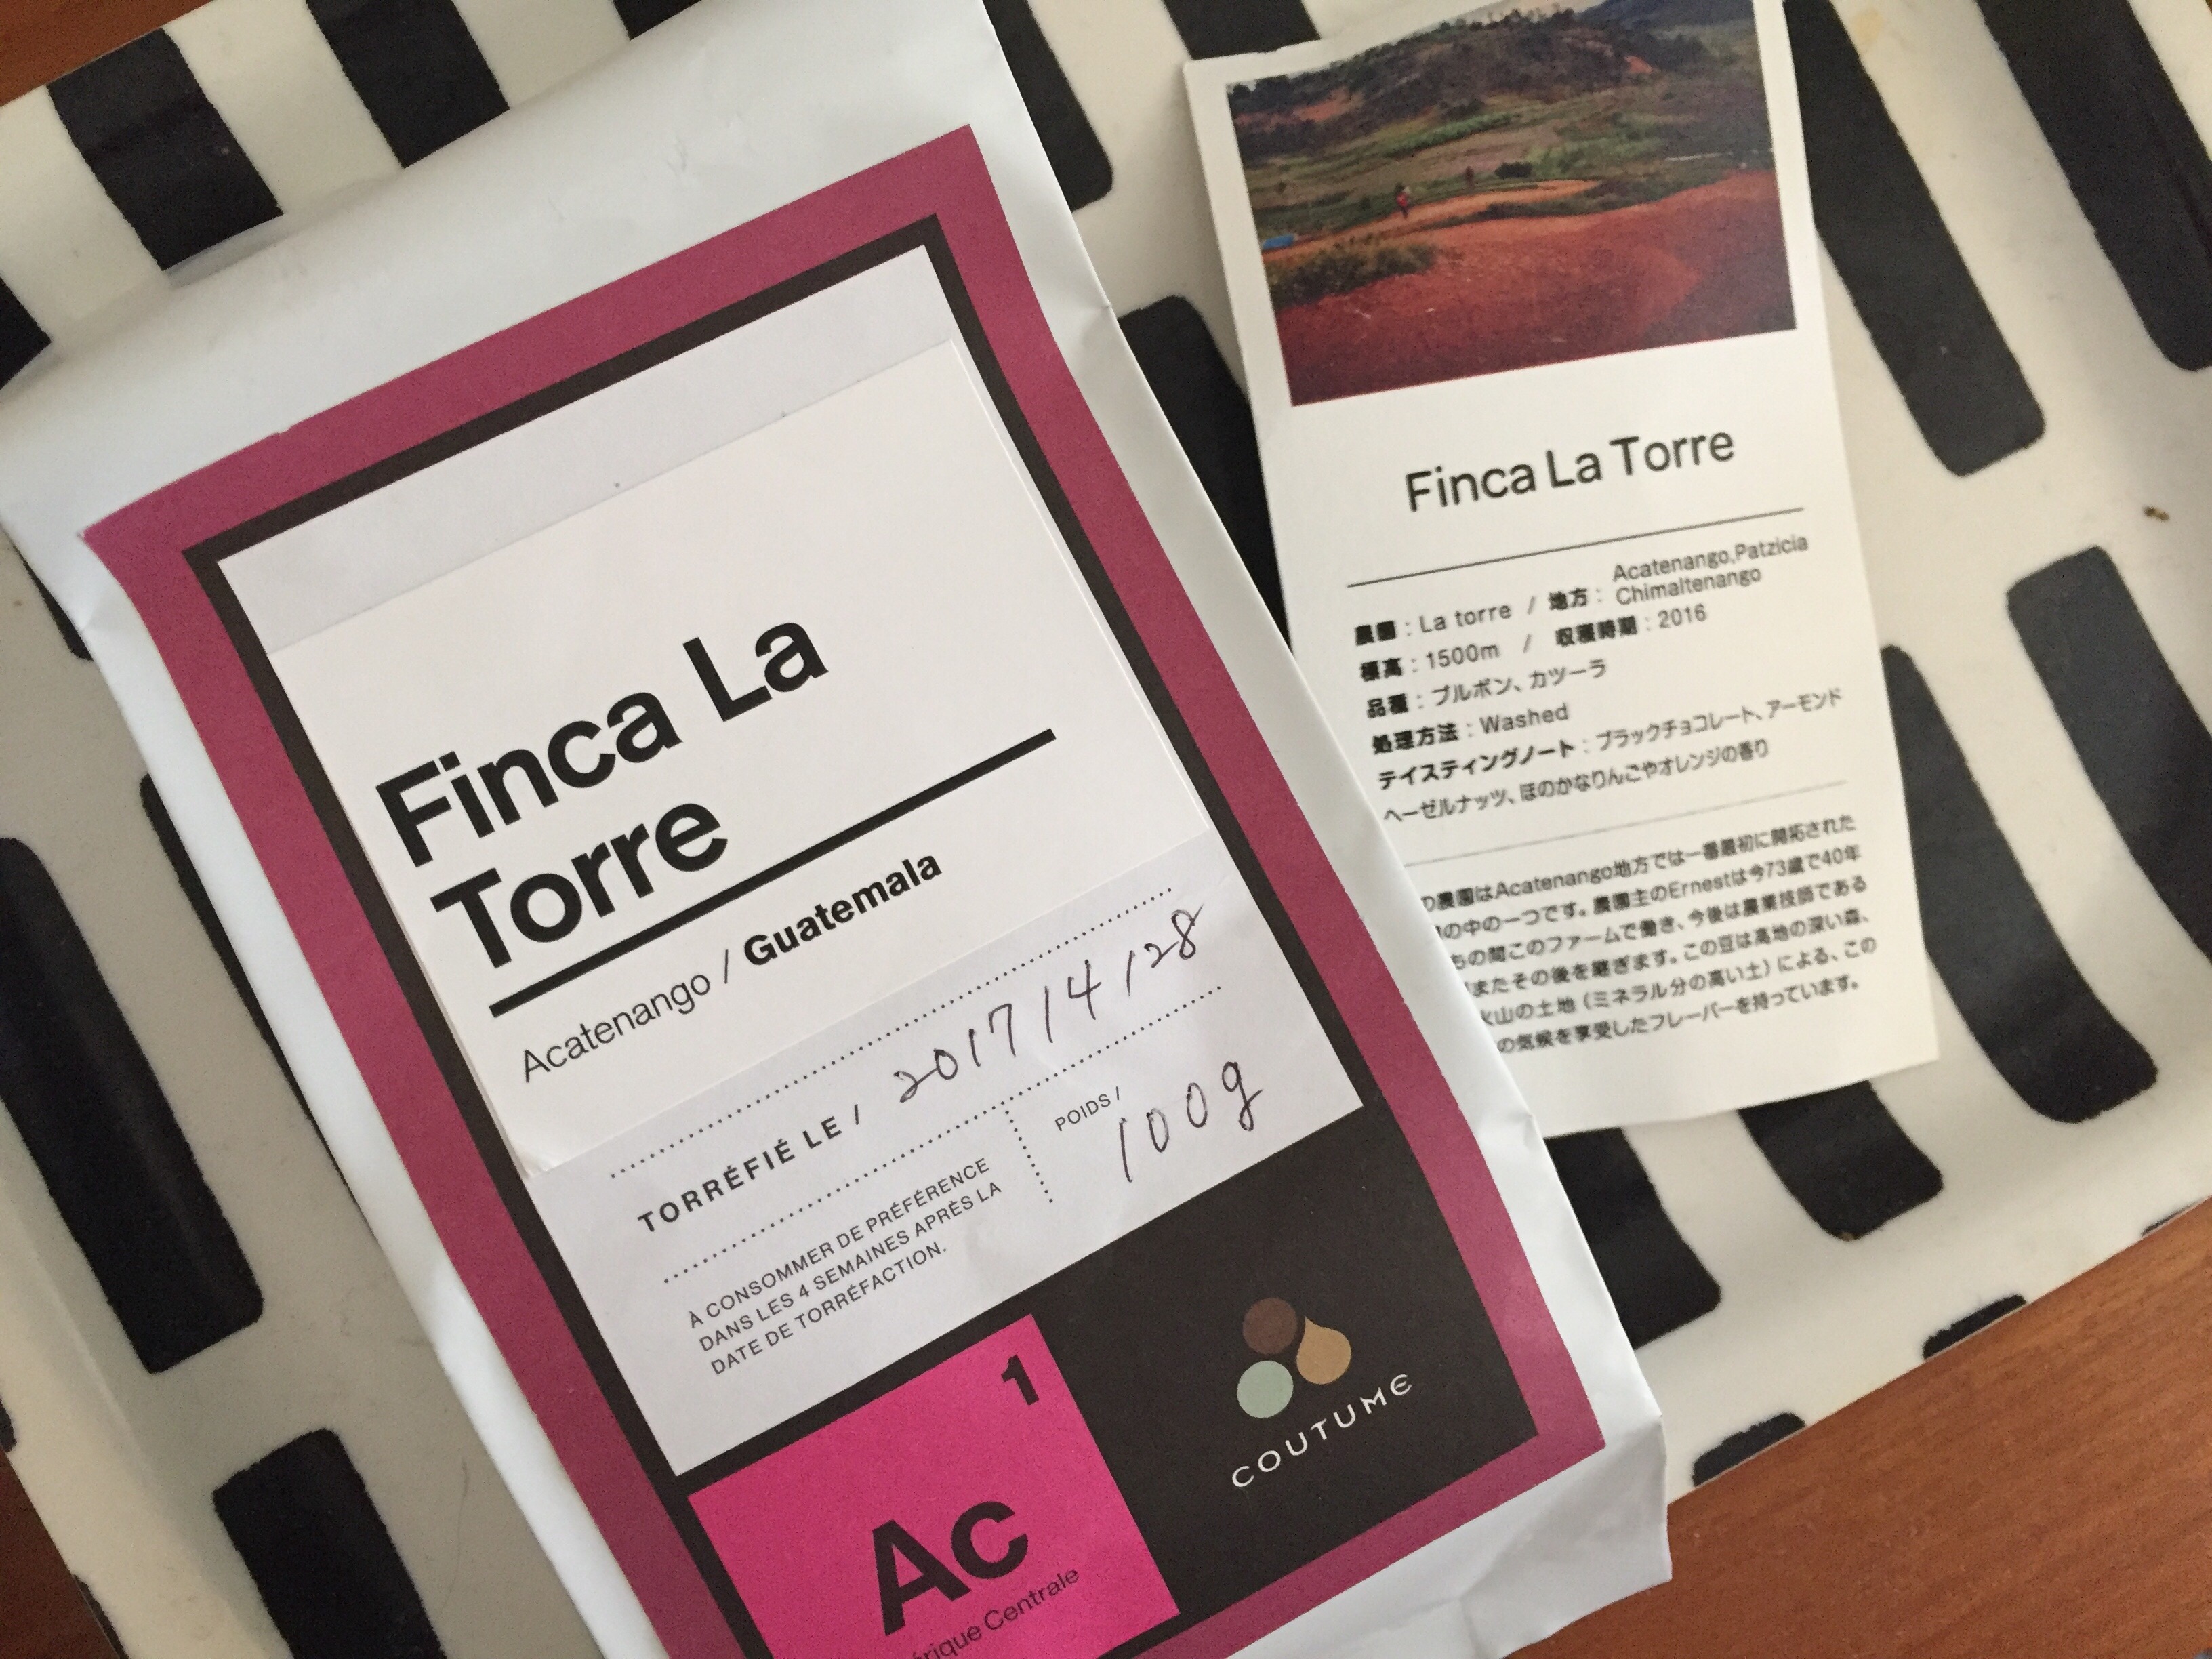 Finca La
Torre
Acatenango / Guatemala
TORRÉFIÉ LE / 2017/4/28
À CONSOMMER DE PRÉFÉRENCE
DANS LES 4 SEMAINES APRÈS LA
DATE DE TORRÉFACTION.
POIDS /
100g
1
Ac
érique Centrale
COUTUME
Finca La Torre
農園 : La torre / 地方 : Acatenango,Patzicia
Chimaltenango
標高 : 1500m / 収穫時期 : 2016
品種 : ブルボン、カツーラ
処理方法 : Washed
テイスティングノート : ブラックチョコレート、アーモンド
ヘーゼルナッツ、ほのかなりんごやオレンジの香り
の農園はAcatenango地方では一番最初に開拓された
の中の一つです。農園主のErnestは今73歳で40年
もの間このファームで働き、今後は農業技師である
またその後を継ぎます。この豆は高地の深い森、
火山の土地（ミネラル分の高い土）による、この
の気候を享受したフレーバーを持っています。